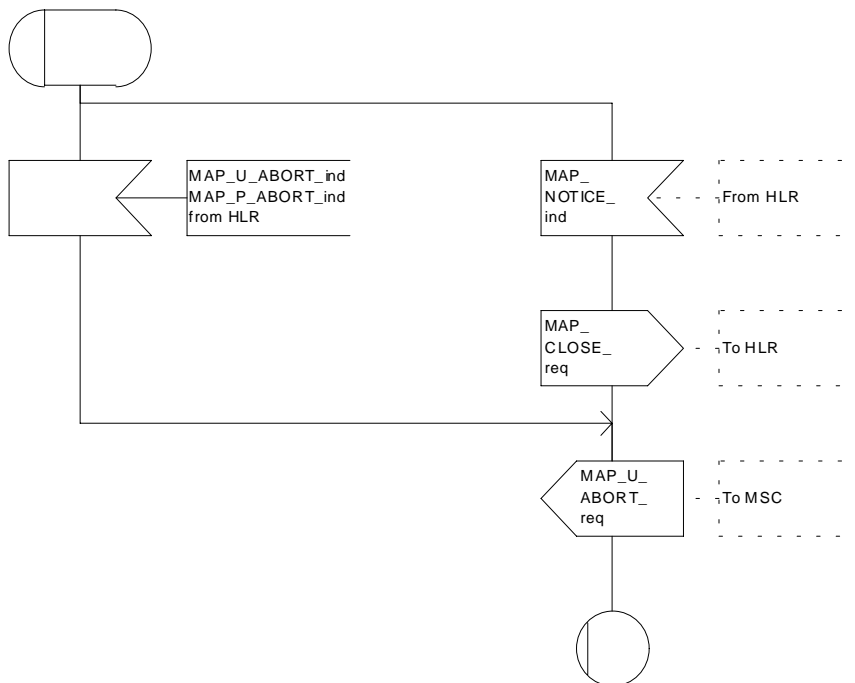 MAP_U_ABORT_ind
MAP_P_ABORT_ind
from HLR
MAP_
NOTICE_
ind
From HLR
MAP_
CLOSE_
req
To HLR
MAP_U_
ABORT_
req
To MSC